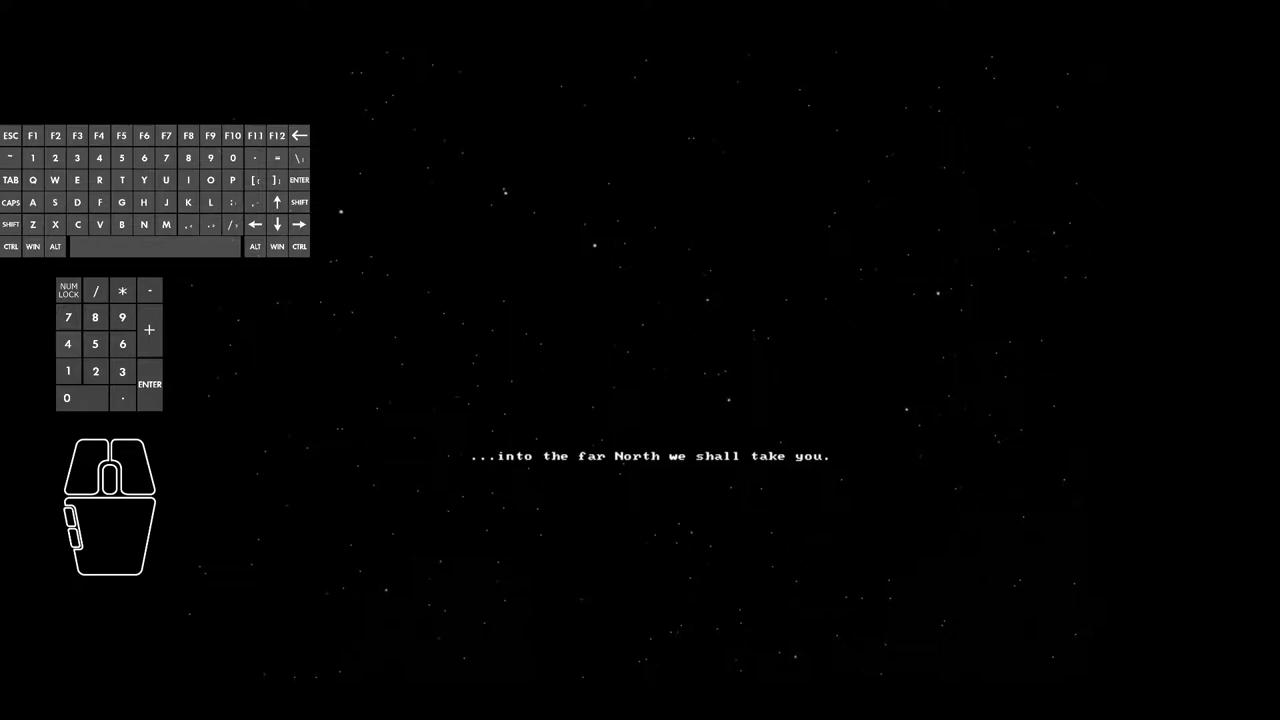 ESC F1 F2 F3 F4 F5 F6 F7 F8 F9 F10 F11 F12 ←
~ 1 2 3 4 5 6 7 8 9 0 - = \
TAB Q W E R T Y U I O P [ ] ENTER
CAPS A S D F G H J K L : ↑ SHIFT
SHIFT Z X C V B N M / ← ↓ →
CTRL WIN ALT ALT WIN CTRL
NUM LOCK / * -
7 8 9 +
4 5 6
1 2 3 ENTER
0 .
...into the far North we shall take you.